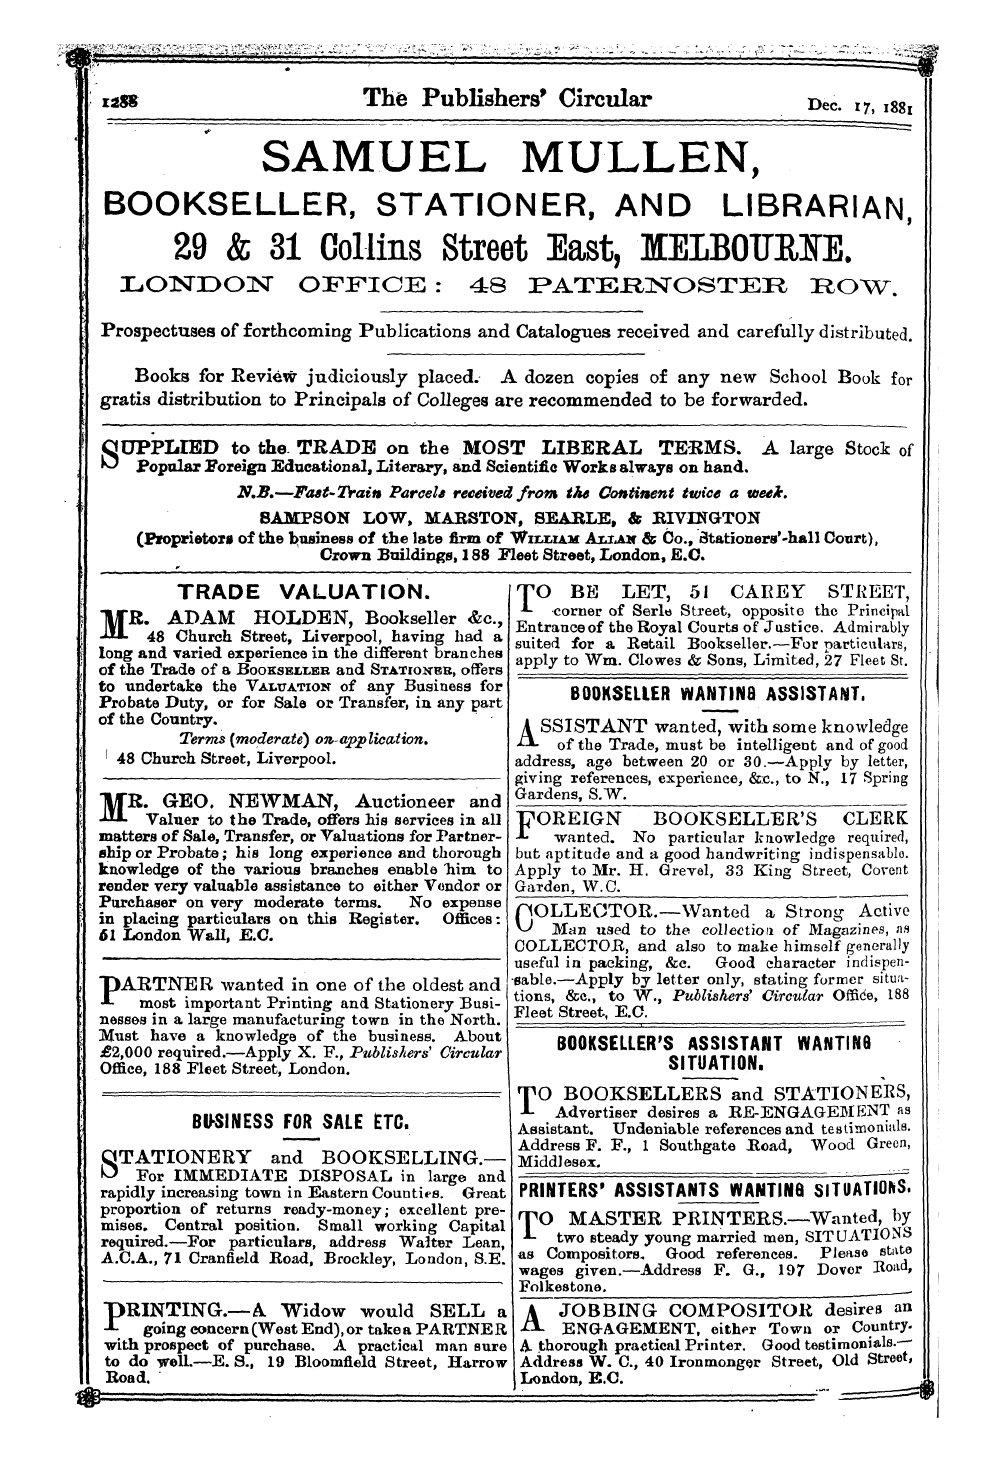 1288 The Publishers' Circular Dec. 17, 1881
SAMUEL MULLEN,
BOOKSELLER, STATIONER, AND LIBRARIAN,
29 & 31 Collins Street East, MELBOURNE.
LONDON OFFICE: 48 PATERNOSTER ROW.
Prospectuses of forthcoming Publications and Catalogues received and carefully distributed.
Books for Review judiciously placed. A dozen copies of any new School Book for
gratis distribution to Principals of Colleges are recommended to be forwarded.
SUPPLIED to the TRADE on the MOST LIBERAL TERMS. A large Stock of
Popular Foreign Educational, Literary, and Scientific Works always on hand.
N.B.—Fast-Train Parcels received from the Continent twice a week.
SAMPSON LOW, MARSTON, SEARLE, & RIVINGTON
(Proprietors of the business of the late firm of WILLIAM ALLAN & Co., Stationers'-hall Court),
Crown Buildings, 188 Fleet Street, London, E.C.
TRADE VALUATION.
MR. ADAM HOLDEN, Bookseller &c.,
48 Church Street, Liverpool, having had a
long and varied experience in the different branches
of the Trade of a BOOKSELLER and STATIONER, offers
to undertake the VALUATION of any Business for
Probate Duty, or for Sale or Transfer, in any part
of the Country.
Terms (moderate) on application.
48 Church Street, Liverpool.
MR. GEO. NEWMAN, Auctioneer and
Valuer to the Trade, offers his services in all
matters of Sale, Transfer, or Valuations for Partner-
ship or Probate; his long experience and thorough
knowledge of the various branches enable him to
render very valuable assistance to either Vendor or
Purchaser on very moderate terms. No expense
in placing particulars on this Register. Offices:
61 London Wall, E.C.
PARTNER wanted in one of the oldest and
most important Printing and Stationery Busi-
nesses in a large manufacturing town in the North.
Must have a knowledge of the business. About
£2,000 required.—Apply X. F., Publishers' Circular
Office, 188 Fleet Street, London.
BUSINESS FOR SALE ETC.
STATIONERY and BOOKSELLING.—
For IMMEDIATE DISPOSAL in large and
rapidly increasing town in Eastern Counties. Great
proportion of returns ready-money; excellent pre-
mises. Central position. Small working Capital
required.—For particulars, address Walter Lean,
A.C.A., 71 Cranfield Road, Brockley, London, S.E.
PRINTING.—A Widow would SELL a
going concern (West End), or take a PARTNER
with prospect of purchase. A practical man sure
to do well.—E. S., 19 Bloomfield Street, Harrow
Road.
TO BE LET, 51 CAREY STREET,
corner of Serle Street, opposite the Principal
Entrance of the Royal Courts of Justice. Admirably
suited for a Retail Bookseller.—For particulars,
apply to Wm. Clowes & Sons, Limited, 27 Fleet St.
BOOKSELLER WANTING ASSISTANT.
ASSISTANT wanted, with some knowledge
of the Trade, must be intelligent and of good
address, age between 20 or 30.—Apply by letter,
giving references, experience, &c., to N., 17 Spring
Gardens, S.W.
FOREIGN BOOKSELLER'S CLERK
wanted. No particular knowledge required,
but aptitude and a good handwriting indispensable.
Apply to Mr. H. Grevel, 33 King Street, Covent
Garden, W.C.
COLLECTOR.—Wanted a Strong Active
Man used to the collection of Magazines, as
COLLECTOR, and also to make himself generally
useful in packing, &c. Good character indispen-
sable.—Apply by letter only, stating former situa-
tions, &c., to W., Publishers' Circular Office, 188
Fleet Street, E.C.
BOOKSELLER'S ASSISTANT WANTING
SITUATION.
TO BOOKSELLERS and STATIONERS,
Advertiser desires a RE-ENGAGEMENT as
Assistant. Undeniable references and testimonials.
Address F. F., 1 Southgate Road, Wood Green,
Middlesex.
PRINTERS' ASSISTANTS WANTING SITUATIONS.
TO MASTER PRINTERS.—Wanted, by
two steady young married men, SITUATIONS
as Compositors. Good references. Please state
wages given.—Address F. G., 197 Dover Road,
Folkestone.
A JOBBING COMPOSITOR desires an
ENGAGEMENT, either Town or Country.
A thorough practical Printer. Good testimonials.—
Address W. C., 40 Ironmonger Street, Old Street,
London, E.C.